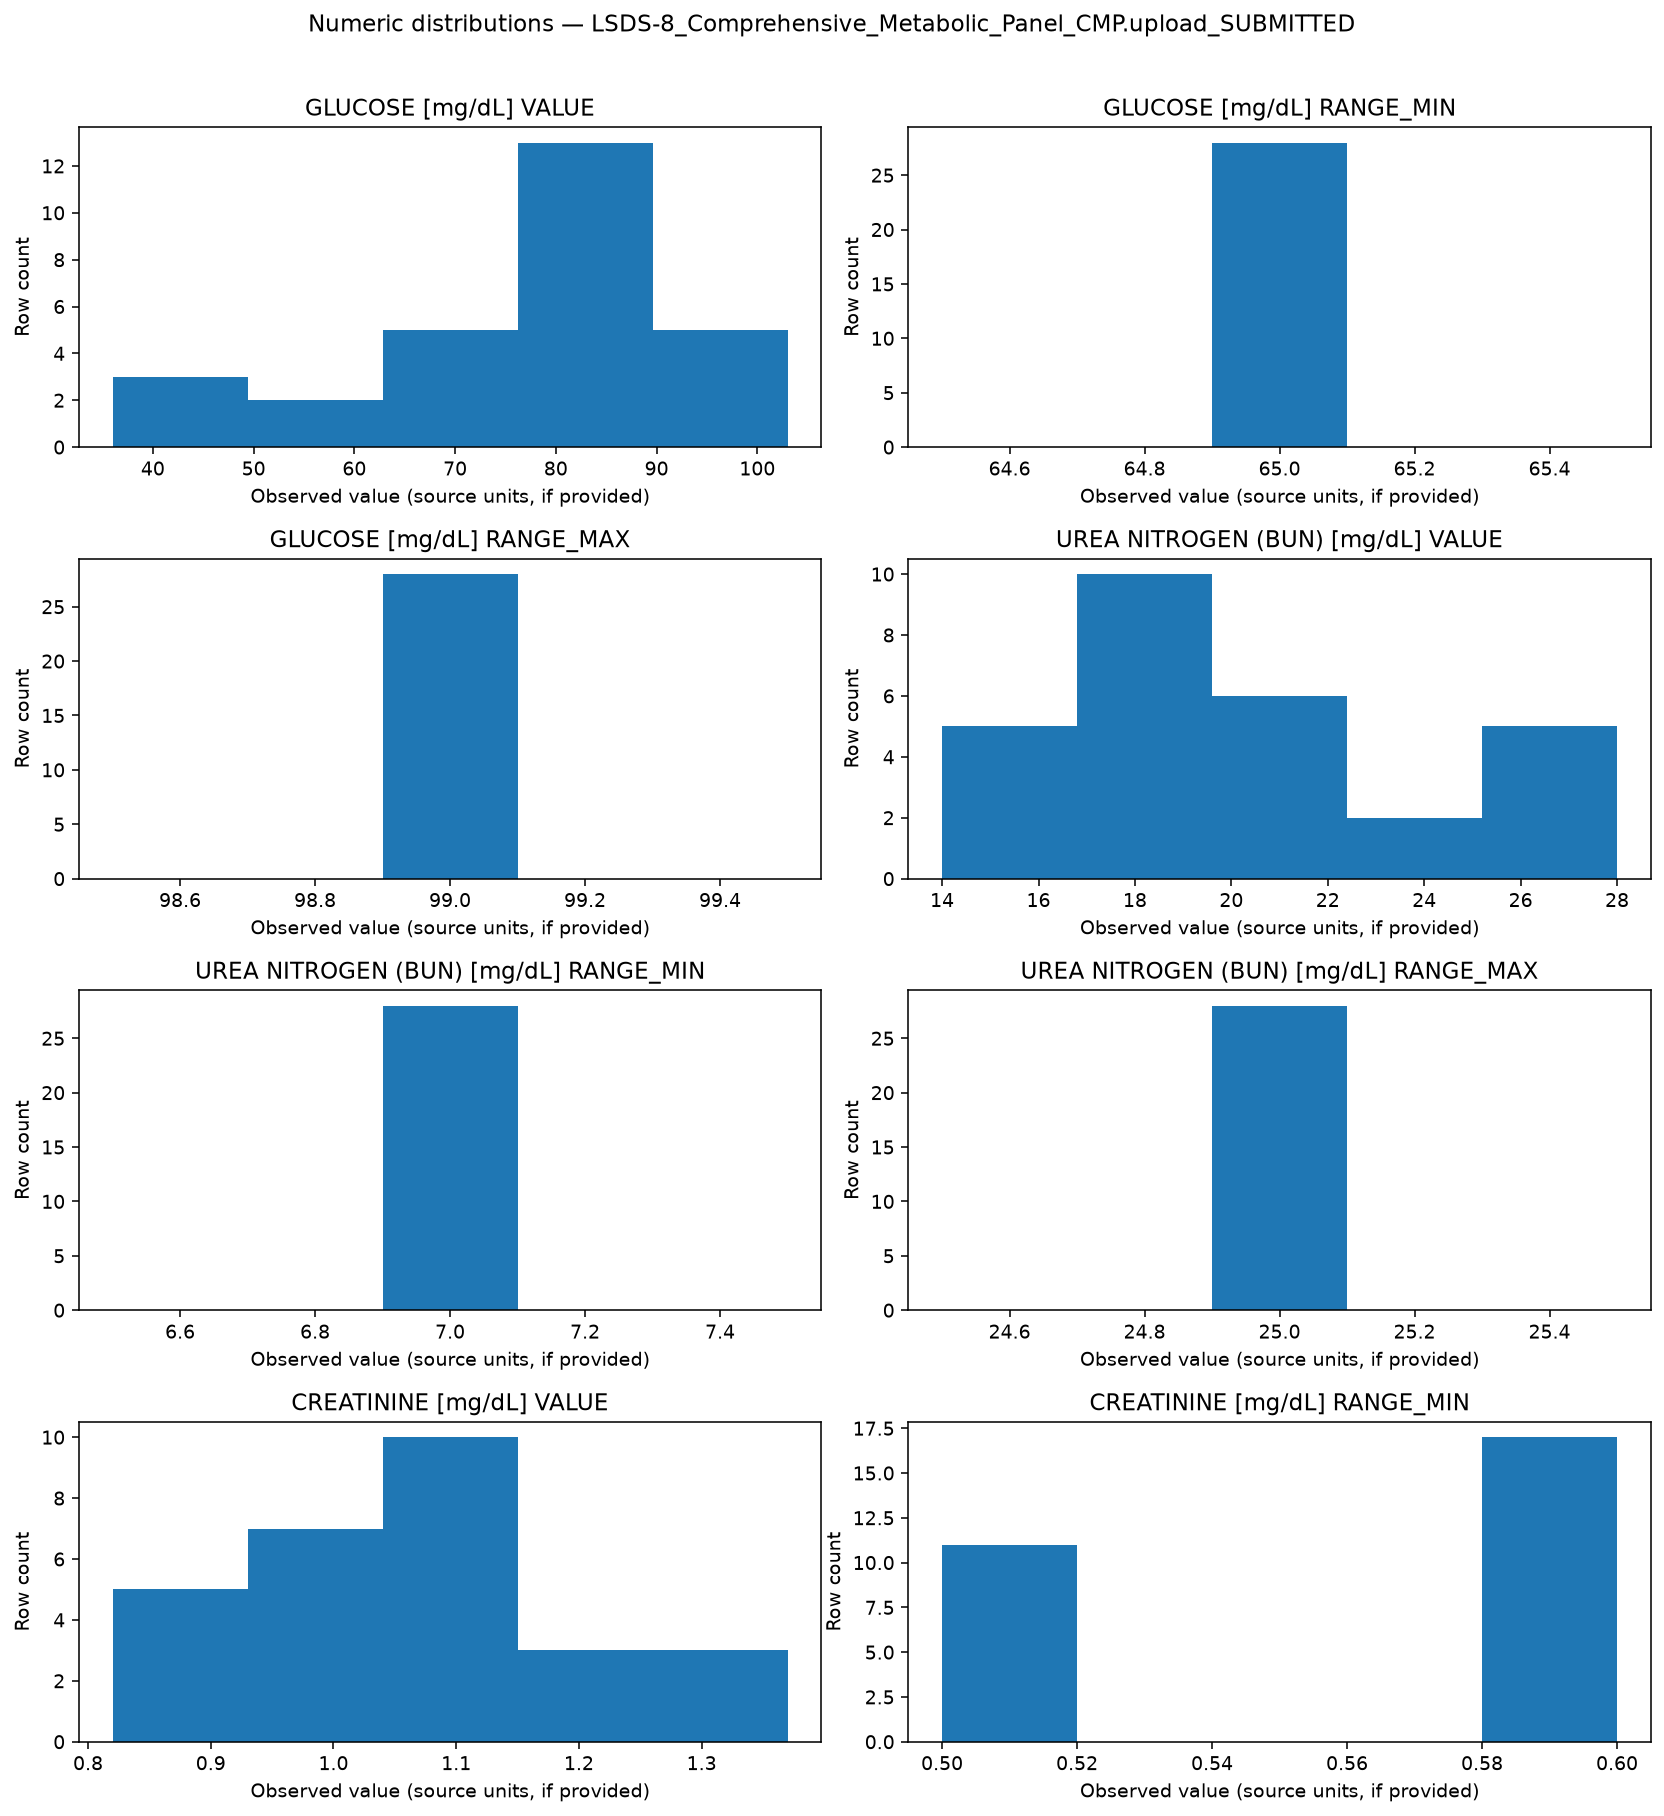 Numeric distributions — LSDS-8_Comprehensive_Metabolic_Panel_CMP.upload_SUBMITTED
GLUCOSE [mg/dL] VALUE
Row count
0
2
4
6
8
10
12
40 50 60 70 80 90 100
Observed value (source units, if provided)
GLUCOSE [mg/dL] RANGE_MIN
Row count
0
5
10
15
20
25
64.6 64.8 65.0 65.2 65.4
Observed value (source units, if provided)
GLUCOSE [mg/dL] RANGE_MAX
Row count
0
5
10
15
20
25
98.6 98.8 99.0 99.2 99.4
Observed value (source units, if provided)
UREA NITROGEN (BUN) [mg/dL] VALUE
Row count
0
2
4
6
8
10
14 16 18 20 22 24 26 28
Observed value (source units, if provided)
UREA NITROGEN (BUN) [mg/dL] RANGE_MIN
Row count
0
5
10
15
20
25
6.6 6.8 7.0 7.2 7.4
Observed value (source units, if provided)
UREA NITROGEN (BUN) [mg/dL] RANGE_MAX
Row count
0
5
10
15
20
25
24.6 24.8 25.0 25.2 25.4
Observed value (source units, if provided)
CREATININE [mg/dL] VALUE
Row count
0
2
4
6
8
10
0.8 0.9 1.0 1.1 1.2 1.3
Observed value (source units, if provided)
CREATININE [mg/dL] RANGE_MIN
Row count
0.0
2.5
5.0
7.5
10.0
12.5
15.0
17.5
0.50 0.52 0.54 0.56 0.58 0.60
Observed value (source units, if provided)